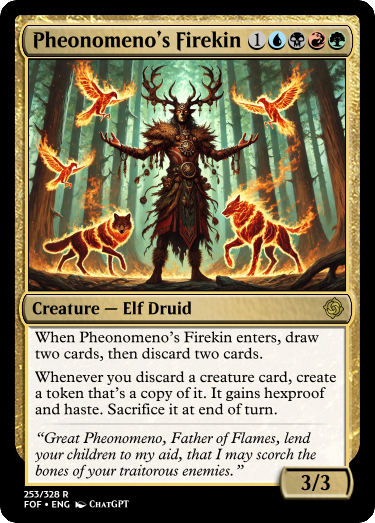 Pheonomeno's Firekin 1
Creature — Elf Druid
When Pheonomeno's Firekin enters, draw
two cards, then discard two cards.
Whenever you discard a creature card, create
a token that's a copy of it. It gains hexproof
and haste. Sacrifice it at end of turn.
"Great Pheonomeno, Father of Flames, lend
your children to my aid, that I may scorch the
bones of your traitorous enemies."
3/3
253/328 R
FOF • ENG ChatGPT